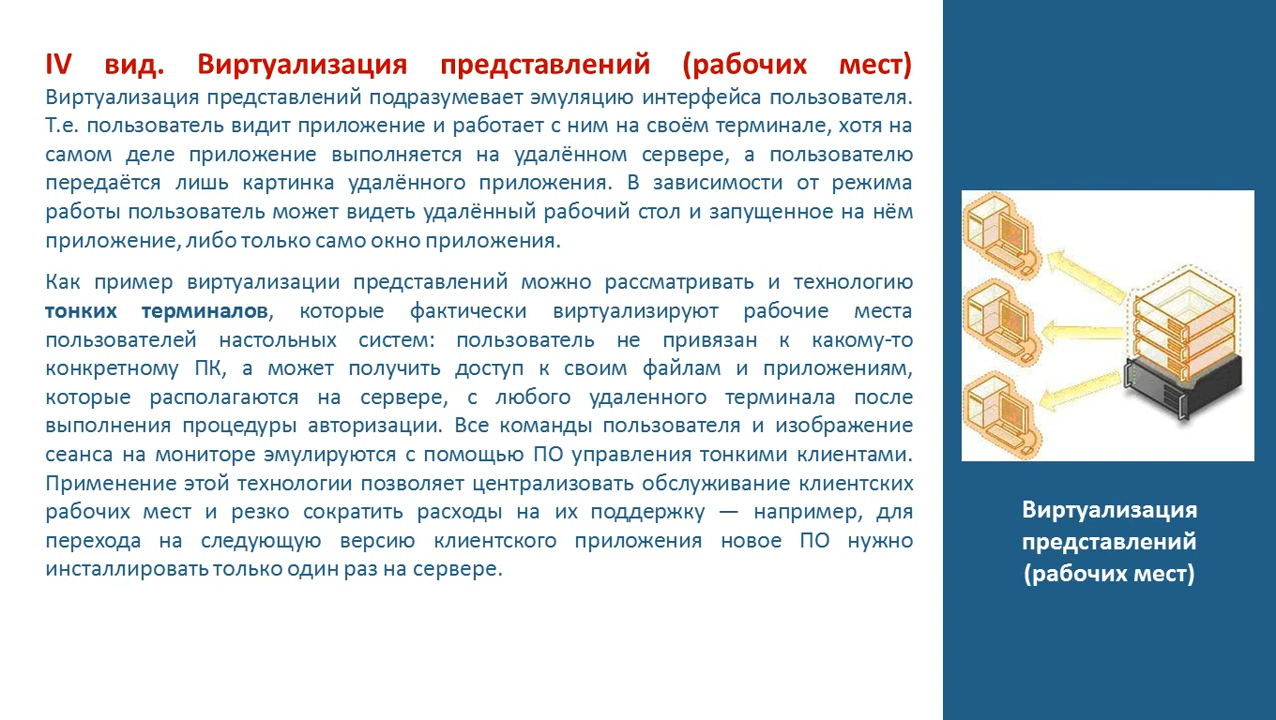 IV вид. Виртуализация представлений (рабочих мест)
Виртуализация представлений подразумевает эмуляцию интерфейса пользователя.
Т.е. пользователь видит приложение и работает с ним на своём терминале, хотя на
самом деле приложение выполняется на удалённом сервере, а пользователю
передаётся лишь картинка удалённого приложения. В зависимости от режима
работы пользователь может видеть удалённый рабочий стол и запущенное на нём
приложение, либо только само окно приложения.
Как пример виртуализации представлений можно рассматривать и технологию
тонких терминалов, которые фактически виртуализируют рабочие места
пользователей настольных систем: пользователь не привязан к какому-то
конкретному ПК, а может получить доступ к своим файлам и приложениям,
которые располагаются на сервере, с любого удаленного терминала после
выполнения процедуры авторизации. Все команды пользователя и изображение
сеанса на мониторе эмулируются с помощью ПО управления тонкими клиентами.
Применение этой технологии позволяет централизовать обслуживание клиентских
рабочих мест и резко сократить расходы на их поддержку — например, для
перехода на следующую версию клиентского приложения новое ПО нужно
инсталлировать только один раз на сервере.
Виртуализация
представлений
(рабочих мест)